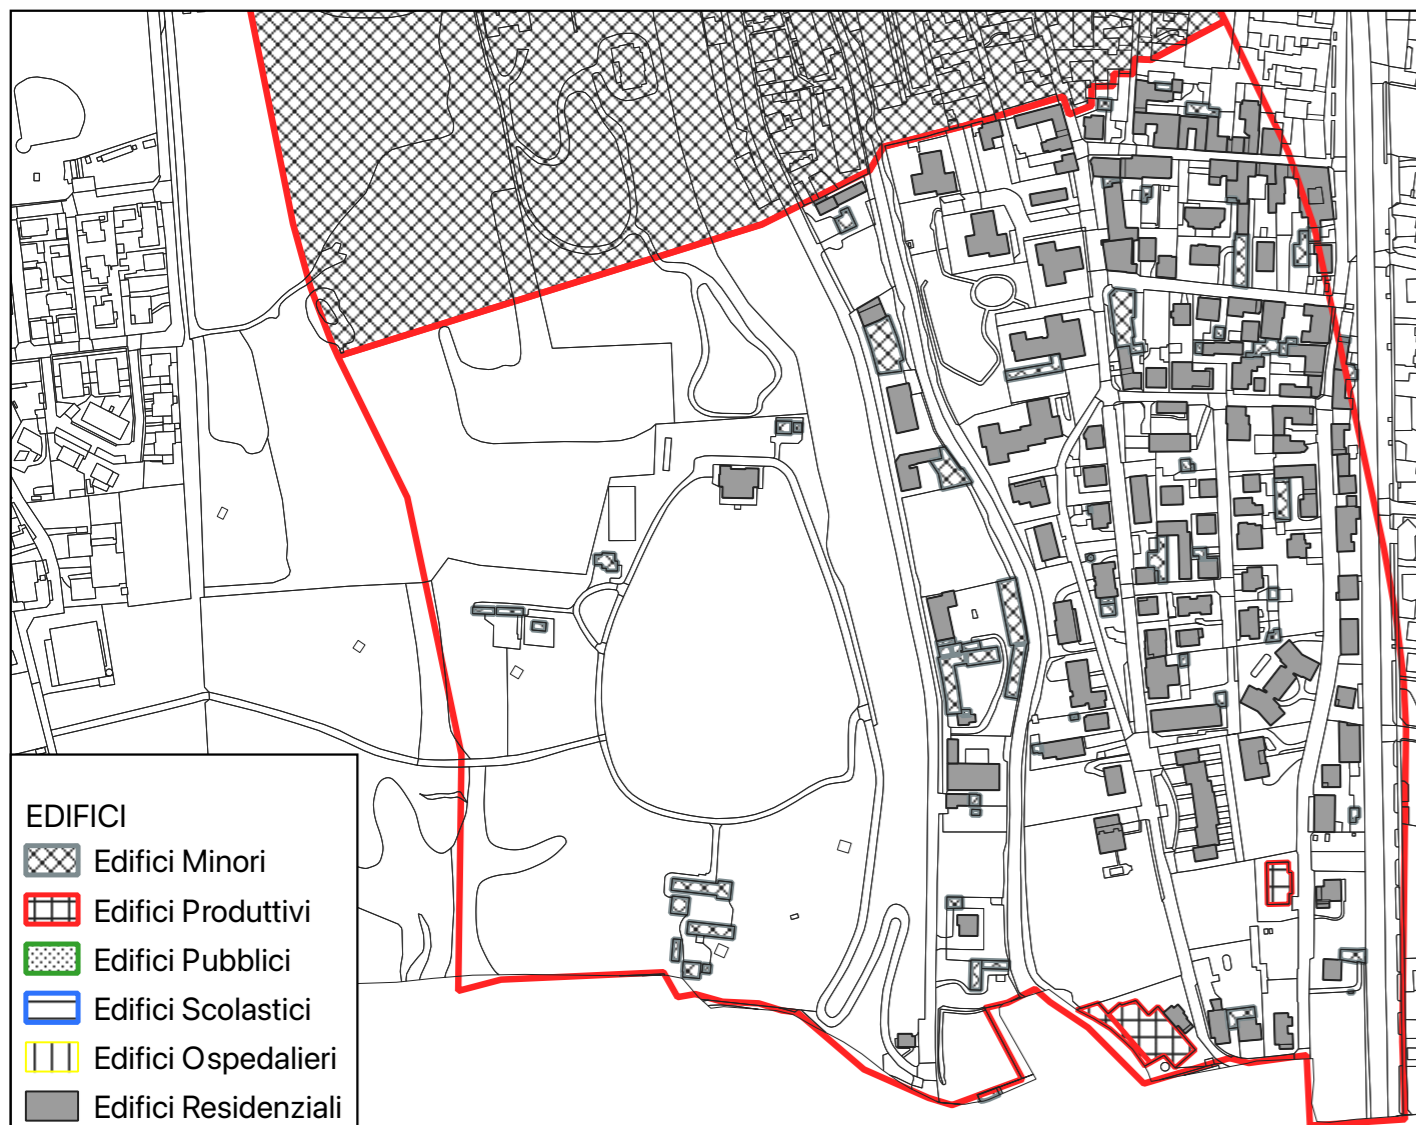 EDIFICI
Edifici Minori
Edifici Produttivi
Edifici Pubblici
Edifici Scolastici
Edifici Ospedalieri
Edifici Residenziali